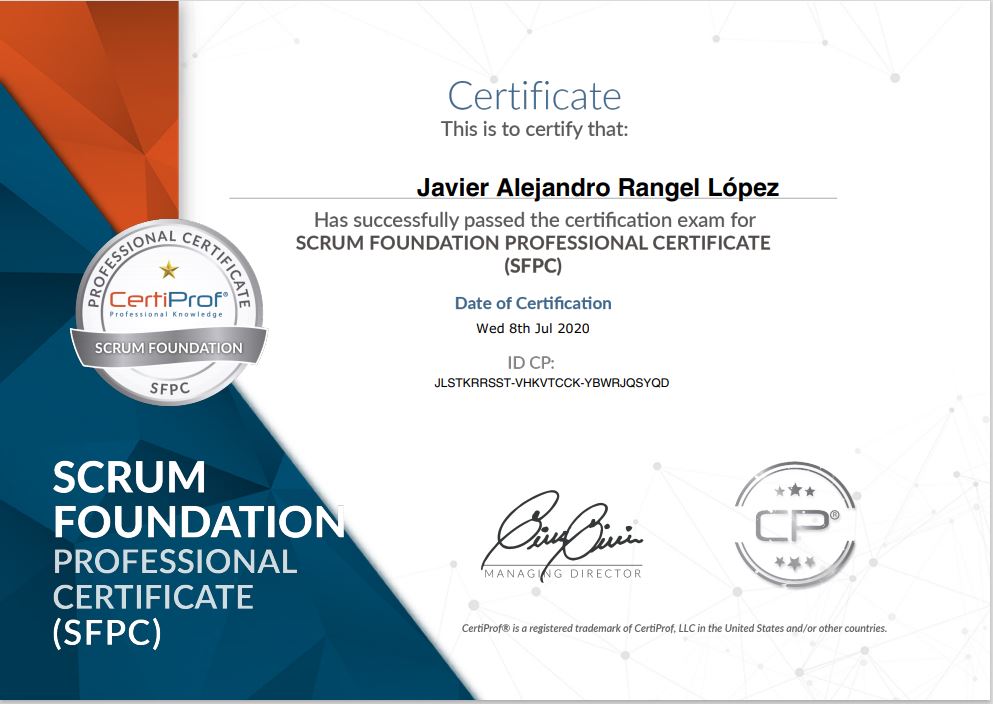 Certificate
This is to certify that:
Javier Alejandro Rangel López
Has successfully passed the certification exam for
SCRUM FOUNDATION PROFESSIONAL CERTIFICATE
(SFPC)
Date of Certification
Wed 8th Jul 2020
ID CP:
JLSTKRRSST-VHKVTCCK-YBWRJQSYQD
PROFESSIONAL CERTIFICATE
CertiProf®
Professional Knowledge
SCRUM FOUNDATION
SFPC
SCRUM
FOUNDATION
PROFESSIONAL
CERTIFICATE
(SFPC)
MANAGING DIRECTOR
CP®
CertiProf® is a registered trademark of CertiProf, LLC in the United States and/or other countries.